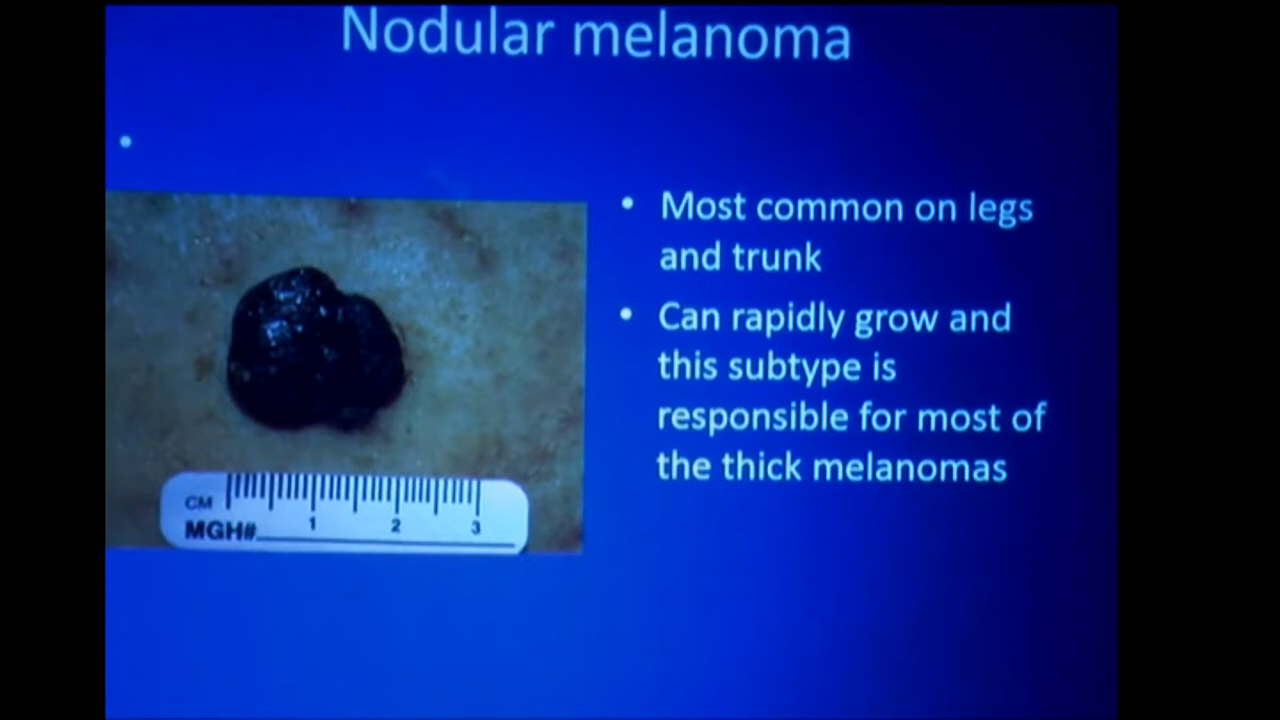 Nodular melanoma
•
• Most common on legs
and trunk
• Can rapidly grow and
this subtype is
responsible for most of
the thick melanomas
CM
1 2 3
MGH#